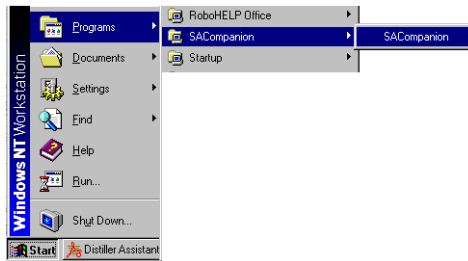 Windows NT Workstation
Programs
Documents
Settings
Find
Help
Run...
Shut Down...
RoboHELP Office
SACompanion
Startup
SACompanion
Start
Distiller Assistant